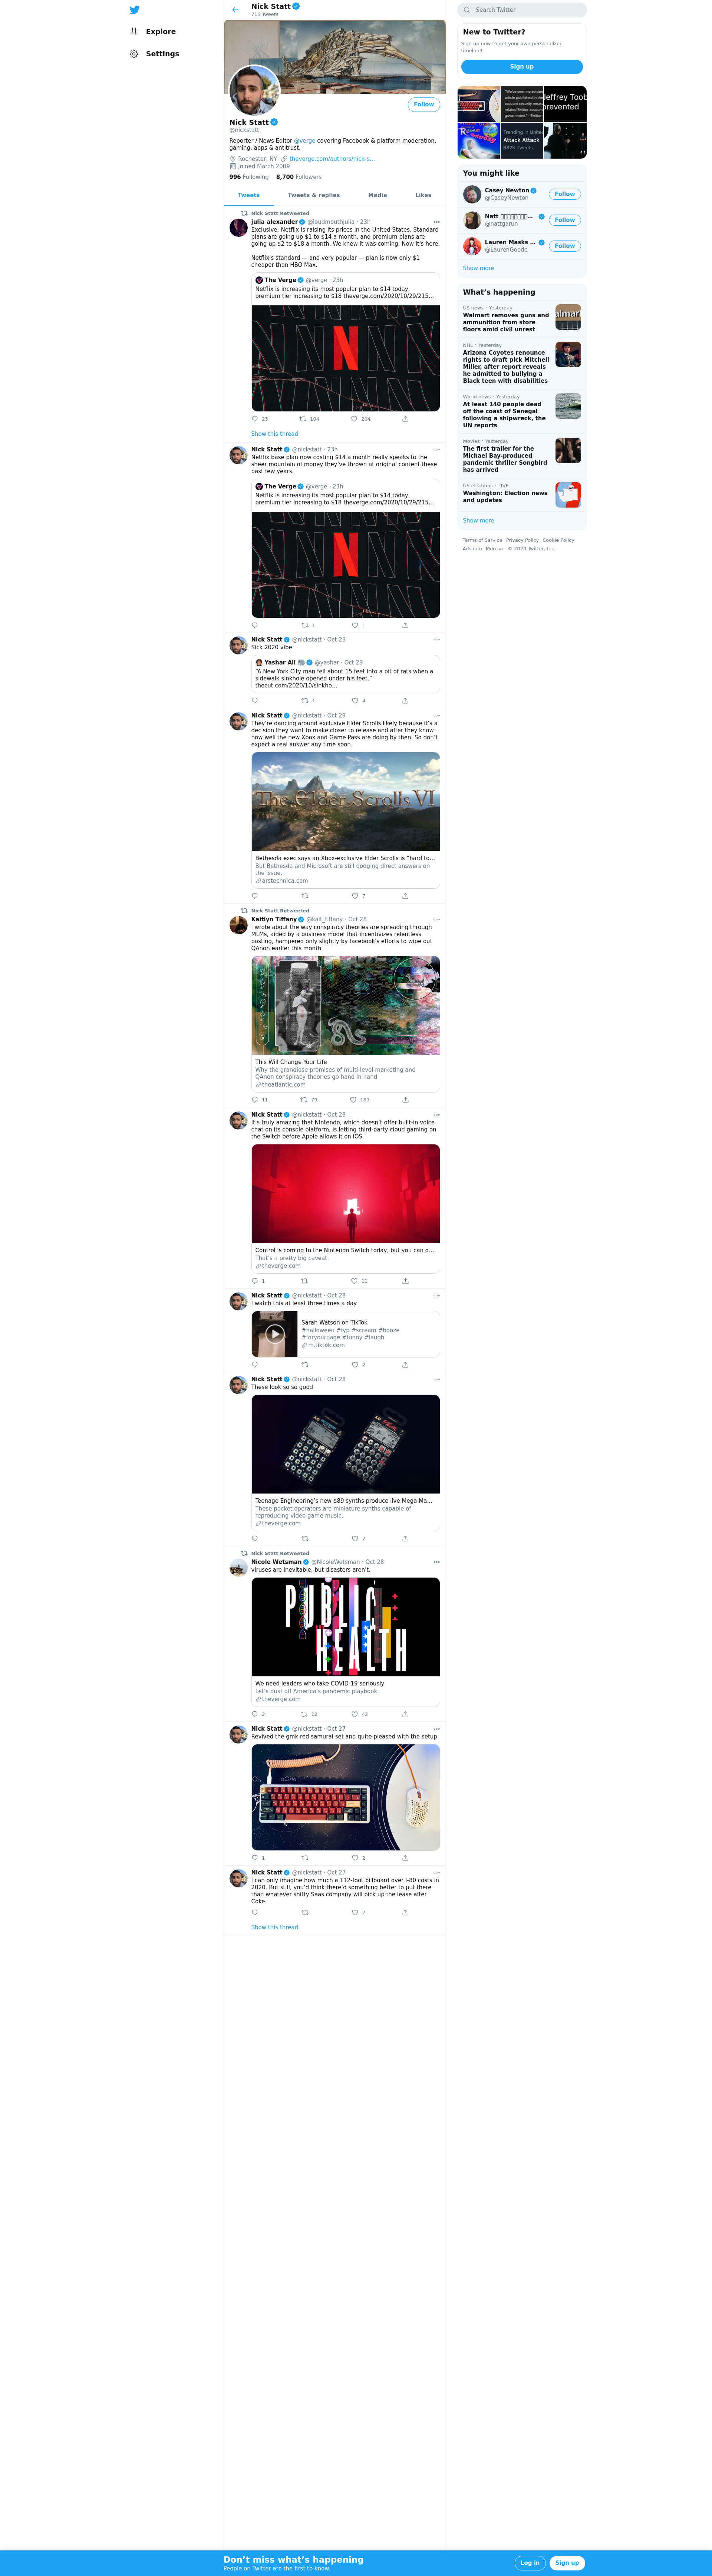 Explore
Settings
Nick Statt
713 Tweets
Follow
Nick Statt
@nickstatt
Reporter / News Editor @verge covering Facebook & platform moderation,
gaming, apps & antitrust.
Rochester, NY theverge.com/authors/nick-s…
Joined March 2009
996 Following 8,700 Followers
Tweets Tweets & replies Media Likes
Nick Statt Retweeted
julia alexander @loudmouthjulia · 23h
Exclusive: Netflix is raising its prices in the United States. Standard
plans are going up $1 to $14 a month, and premium plans are
going up $2 to $18 a month. We knew it was coming. Now it's here.
Netflix's standard — and very popular — plan is now only $1
cheaper than HBO Max.
The Verge @verge · 23h
Netflix is increasing its most popular plan to $14 today,
premium tier increasing to $18 theverge.com/2020/10/29/215…
23 104 204
Show this thread
Nick Statt @nickstatt · 23h
Netflix base plan now costing $14 a month really speaks to the
sheer mountain of money they've thrown at original content these
past few years.
The Verge @verge · 23h
Netflix is increasing its most popular plan to $14 today,
premium tier increasing to $18 theverge.com/2020/10/29/215…
1 1
Nick Statt @nickstatt · Oct 29
Sick 2020 vibe
Yashar Ali @yashar · Oct 29
"A New York City man fell about 15 feet into a pit of rats when a
sidewalk sinkhole opened under his feet."
thecut.com/2020/10/sinkho…
1 4
Nick Statt @nickstatt · Oct 29
They're dancing around exclusive Elder Scrolls likely because it's a
decision they want to make closer to release and after they know
how well the new Xbox and Game Pass are doing by then. So don't
expect a real answer any time soon.
The Elder Scrolls VI
Bethesda exec says an Xbox-exclusive Elder Scrolls is "hard to…
But Bethesda and Microsoft are still dodging direct answers on
the issue.
arstechnica.com
7
Nick Statt Retweeted
Kaitlyn Tiffany @kait_tiffany · Oct 28
i wrote about the way conspiracy theories are spreading through
MLMs, aided by a business model that incentivizes relentless
posting, hampered only slightly by facebook's efforts to wipe out
QAnon earlier this month
This Will Change Your Life
Why the grandiose promises of multi-level marketing and
QAnon conspiracy theories go hand in hand
theatlantic.com
11 79 169
Nick Statt @nickstatt · Oct 28
It's truly amazing that Nintendo, which doesn't offer built-in voice
chat on its console platform, is letting third-party cloud gaming on
the Switch before Apple allows it on iOS.
Control is coming to the Nintendo Switch today, but you can o…
That's a pretty big caveat.
theverge.com
1 11
Nick Statt @nickstatt · Oct 28
I watch this at least three times a day
Sarah Watson on TikTok
#halloween #fyp #scream #booze
#foryourpage #funny #laugh
m.tiktok.com
2
Nick Statt @nickstatt · Oct 28
These look so so good
Teenage Engineering's new $89 synths produce live Mega Ma…
These pocket operators are miniature synths capable of
reproducing video game music.
theverge.com
7
Nick Statt Retweeted
Nicole Wetsman @NicoleWetsman · Oct 28
viruses are inevitable, but disasters aren't.
PUBLIC
HEALTH
We need leaders who take COVID-19 seriously
Let's dust off America's pandemic playbook
theverge.com
2 12 42
Nick Statt @nickstatt · Oct 27
Revived the gmk red samurai set and quite pleased with the setup
1 2
Nick Statt @nickstatt · Oct 27
I can only imagine how much a 112-foot billboard over I-80 costs in
2020. But still, you'd think there'd something better to put there
than whatever shitty Saas company will pick up the lease after
Coke.
2
Show this thread
Search Twitter
New to Twitter?
Sign up now to get your own personalized
timeline!
Sign up
"We've seen no evidence
article published in the
account security meas
related Twitter account
government." –Twitter
Jeffrey Toob
prevented
Trending in United
Attack Attack
682K Tweets
You might like
Casey Newton
@CaseyNewton
Follow
Natt
@nattgarun
Follow
Lauren Masks …
@LaurenGoode
Follow
Show more
What's happening
US news · Yesterday
Walmart removes guns and
ammunition from store
floors amid civil unrest
NHL · Yesterday
Arizona Coyotes renounce
rights to draft pick Mitchell
Miller, after report reveals
he admitted to bullying a
Black teen with disabilities
World news · Yesterday
At least 140 people dead
off the coast of Senegal
following a shipwreck, the
UN reports
Movies · Yesterday
The first trailer for the
Michael Bay-produced
pandemic thriller Songbird
has arrived
US elections · LIVE
Washington: Election news
and updates
Show more
Terms of Service Privacy Policy Cookie Policy
Ads info More © 2020 Twitter, Inc.
Don't miss what's happening
People on Twitter are the first to know.
Log in
Sign up